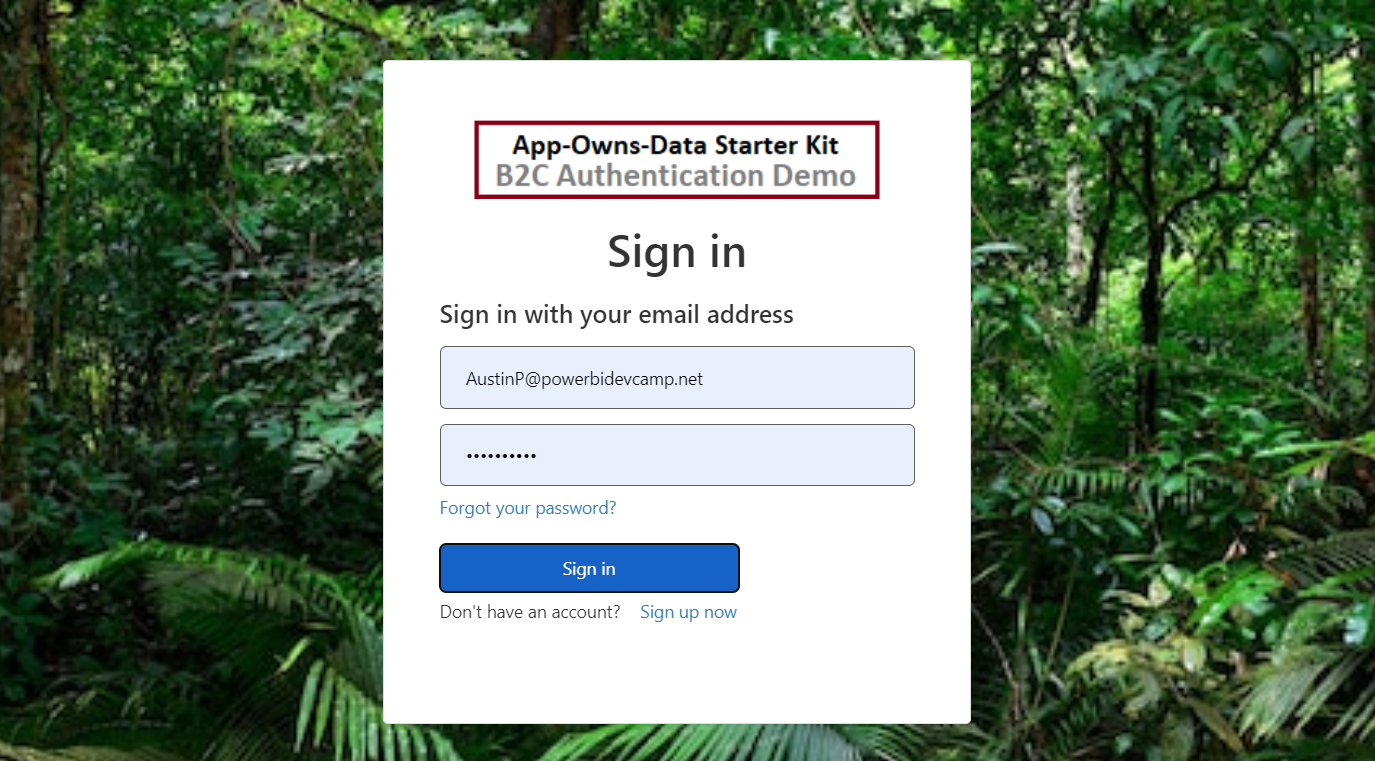 App-Owns-Data Starter Kit
B2C Authentication Demo
Sign in
Sign in with your email address
AustinP@powerbidevcamp.net
••••••••••
Forgot your password?
Sign in
Don't have an account? Sign up now